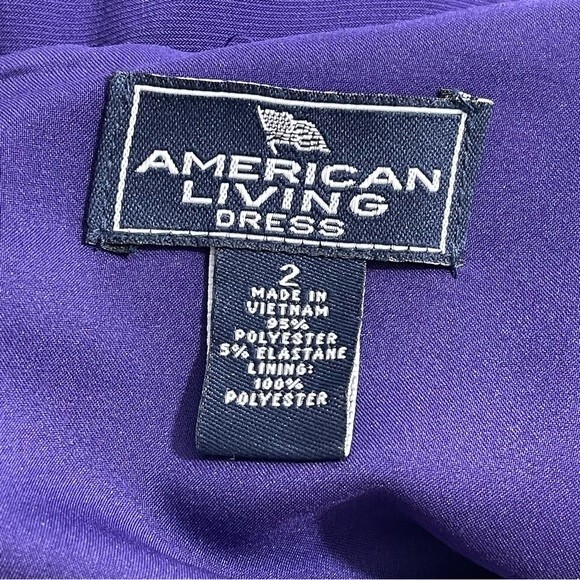 AMERICAN
LIVING
DRESS
2
MADE IN
VIETNAM
95%
POLYESTER
5% ELASTANE
LINING:
100%
POLYESTER